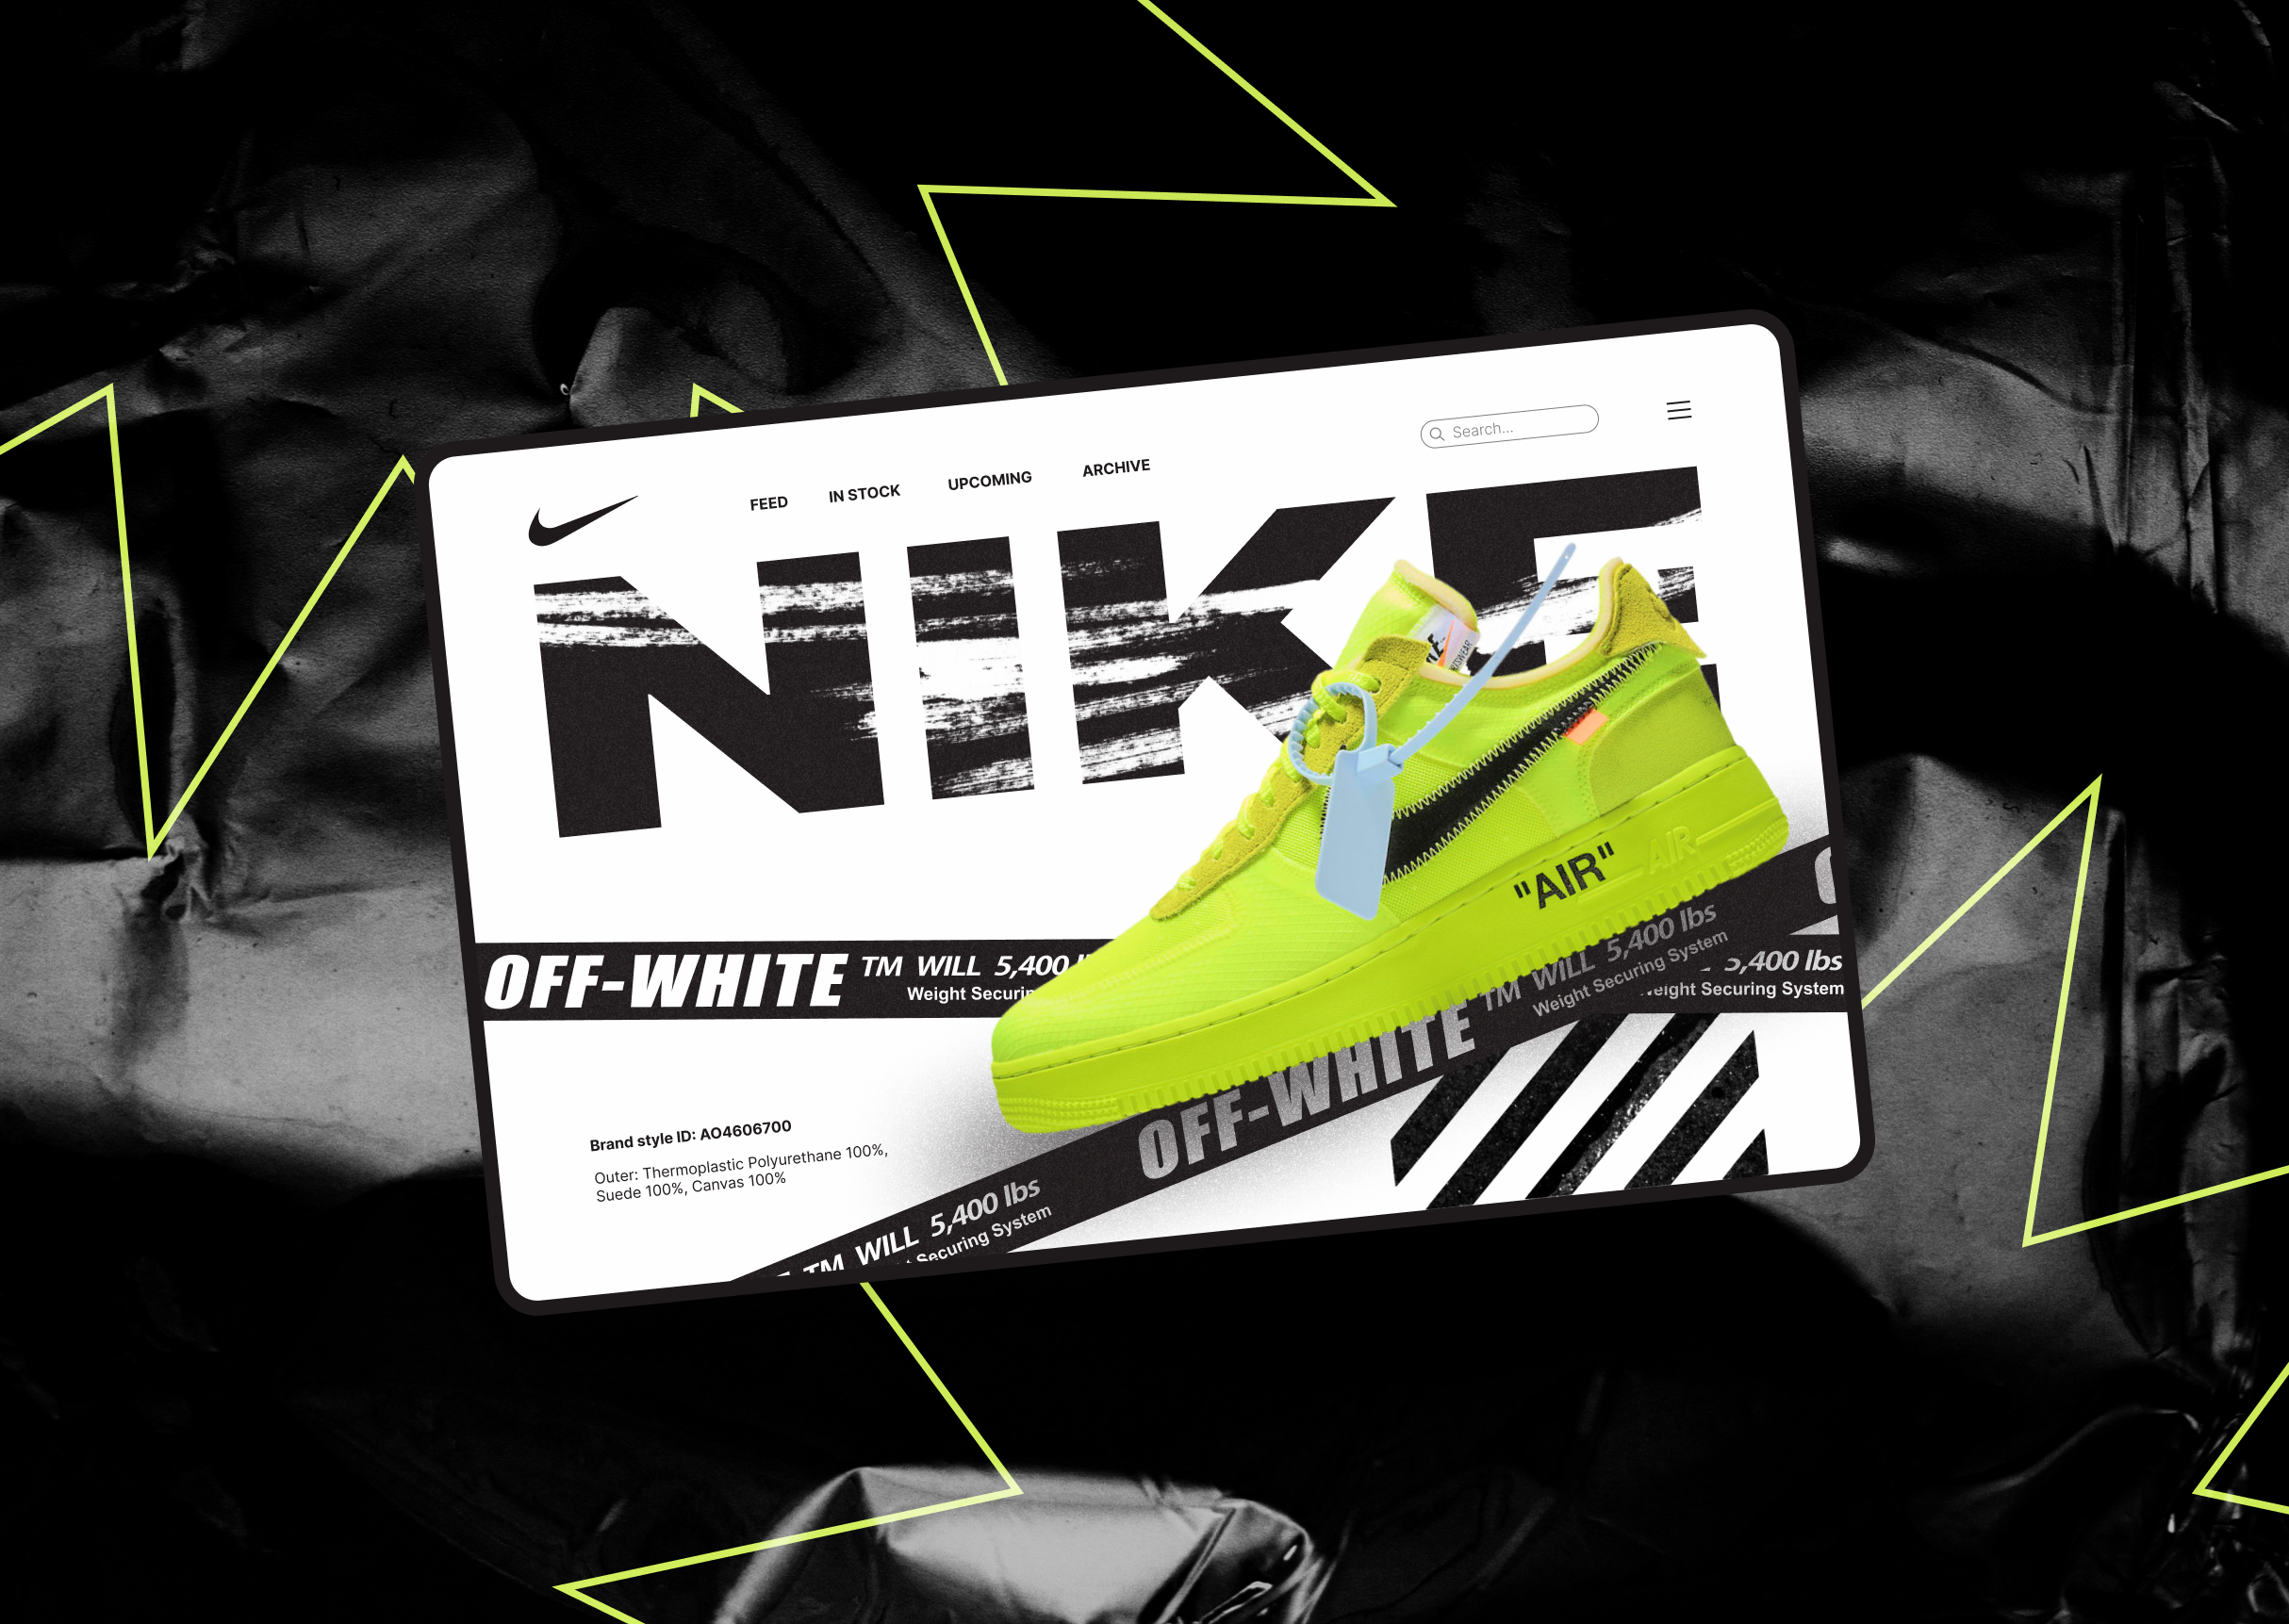 FEED IN STOCK UPCOMING ARCHIVE Search...
NIKE
"AIR" AIR
OFF-WHITE TM WILL 5,400
Weight Securin
5,400 lbs
Weight Securing System
OFF-WHITE TM WILL 5,400 lbs
Weight Securing System
Brand style ID: AO4606700
Outer: Thermoplastic Polyurethane 100%,
Suede 100%, Canvas 100%
TM WILL 5,400 lbs
Securing System